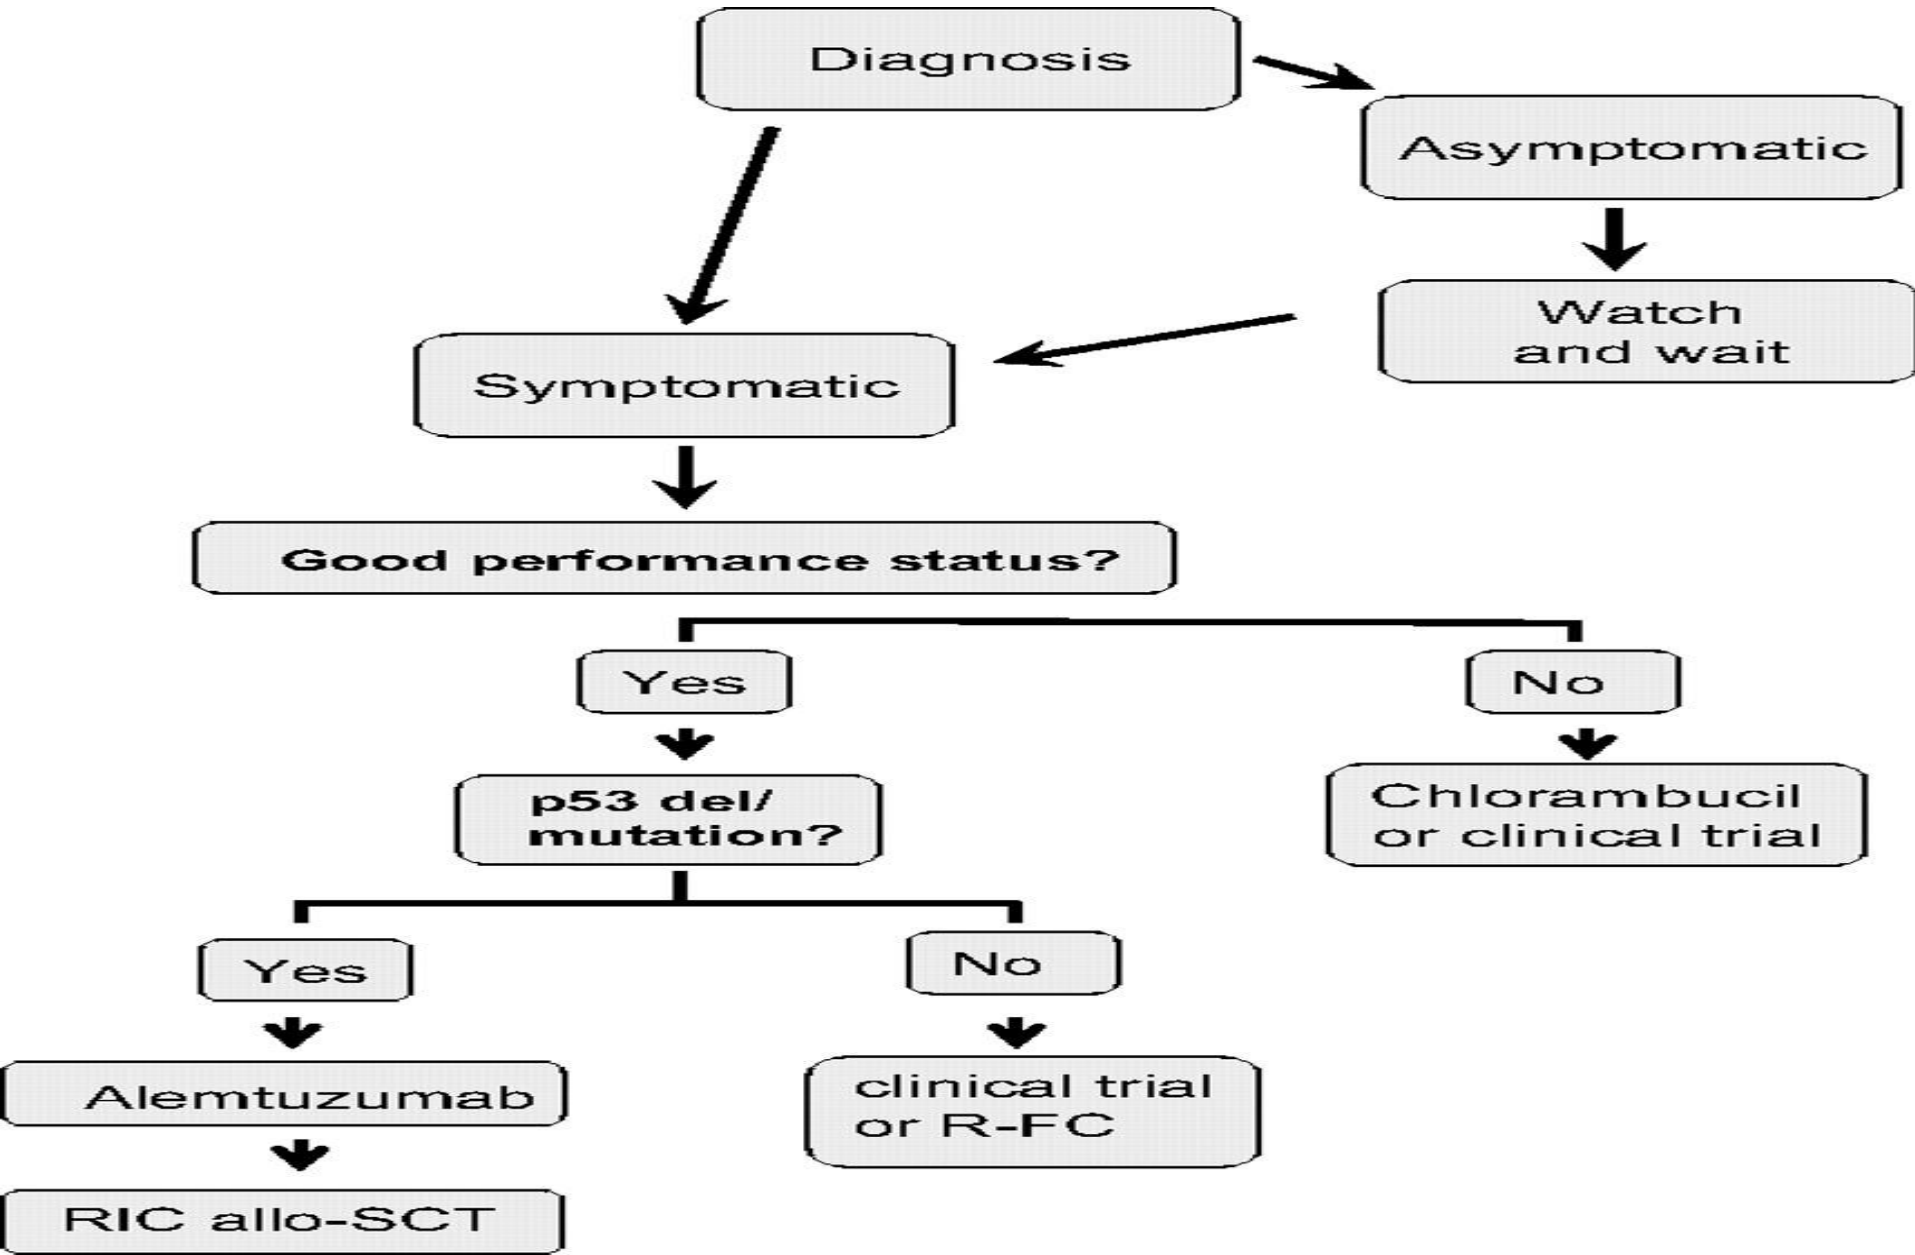 Diagnosis
Asymptomatic
Watch
and wait
Symptomatic
Good performance status?
Yes
No
p53 del/
mutation?
Chlorambucil
or clinical trial
Yes
No
Alemtuzumab
clinical trial
or R-FC
RIC allo-SCT